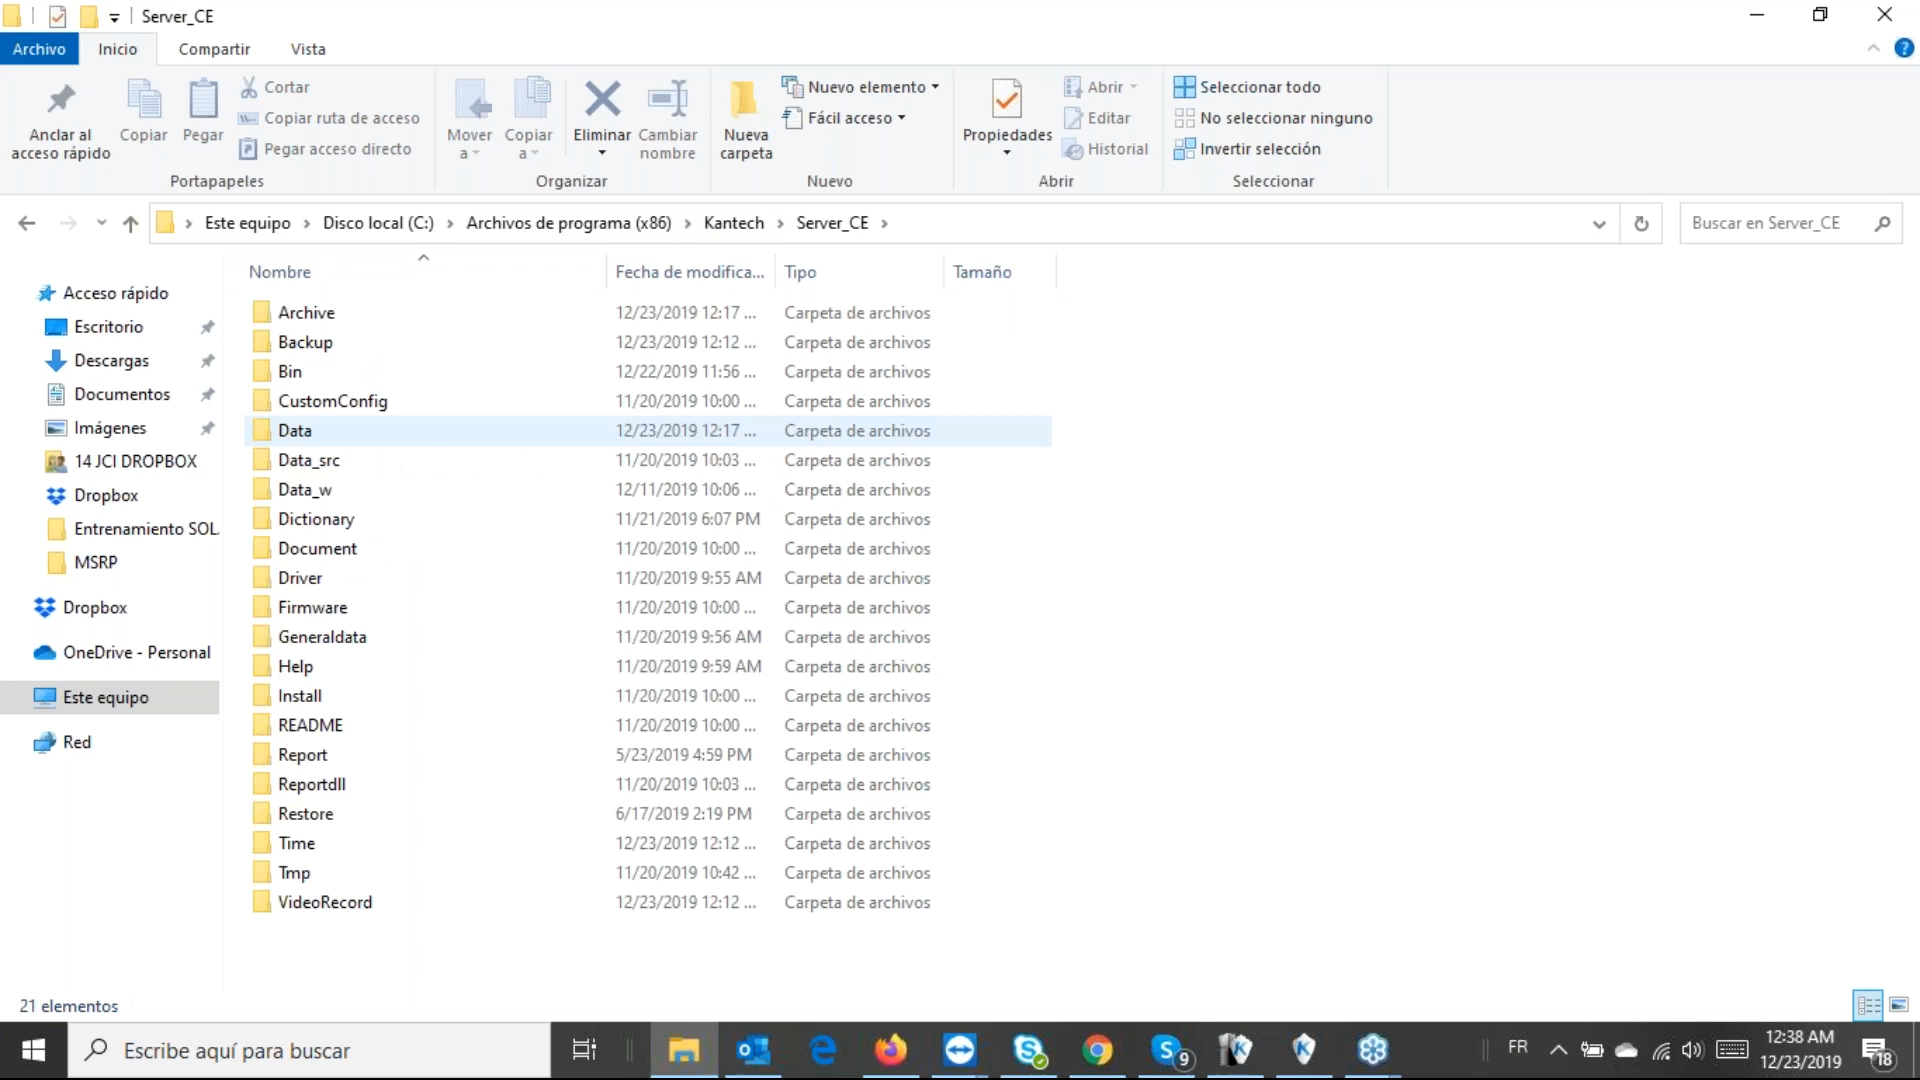 Server_CE
Archivo Inicio Compartir Vista
Anclar al acceso rápido
Copiar
Pegar
Cortar
Copiar ruta de acceso
Pegar acceso directo
Portapapeles
Mover a
Copiar a
Eliminar
Cambiar nombre
Organizar
Nueva carpeta
Nuevo elemento
Fácil acceso
Nuevo
Propiedades
Abrir
Editar
Historial
Abrir
Seleccionar todo
No seleccionar ninguno
Invertir selección
Seleccionar
Este equipo > Disco local (C:) > Archivos de programa (x86) > Kantech > Server_CE >
Buscar en Server_CE
Acceso rápido
Escritorio
Descargas
Documentos
Imágenes
14 JCI DROPBOX
Dropbox
Entrenamiento SOL.
MSRP
Dropbox
OneDrive - Personal
Este equipo
Red
Nombre Fecha de modifica... Tipo Tamaño
Archive 12/23/2019 12:17 ... Carpeta de archivos
Backup 12/23/2019 12:12 ... Carpeta de archivos
Bin 12/22/2019 11:56 ... Carpeta de archivos
CustomConfig 11/20/2019 10:00 ... Carpeta de archivos
Data 12/23/2019 12:17 ... Carpeta de archivos
Data_src 11/20/2019 10:03 ... Carpeta de archivos
Data_w 12/11/2019 10:06 ... Carpeta de archivos
Dictionary 11/21/2019 6:07 PM Carpeta de archivos
Document 11/20/2019 10:00 ... Carpeta de archivos
Driver 11/20/2019 9:55 AM Carpeta de archivos
Firmware 11/20/2019 10:00 ... Carpeta de archivos
Generaldata 11/20/2019 9:56 AM Carpeta de archivos
Help 11/20/2019 9:59 AM Carpeta de archivos
Install 11/20/2019 10:00 ... Carpeta de archivos
README 11/20/2019 10:00 ... Carpeta de archivos
Report 5/23/2019 4:59 PM Carpeta de archivos
Reportdll 11/20/2019 10:03 ... Carpeta de archivos
Restore 6/17/2019 2:19 PM Carpeta de archivos
Time 12/23/2019 12:12 ... Carpeta de archivos
Tmp 11/20/2019 10:42 ... Carpeta de archivos
VideoRecord 12/23/2019 12:12 ... Carpeta de archivos
21 elementos
Escribe aquí para buscar
9
FR
12:38 AM
12/23/2019
18